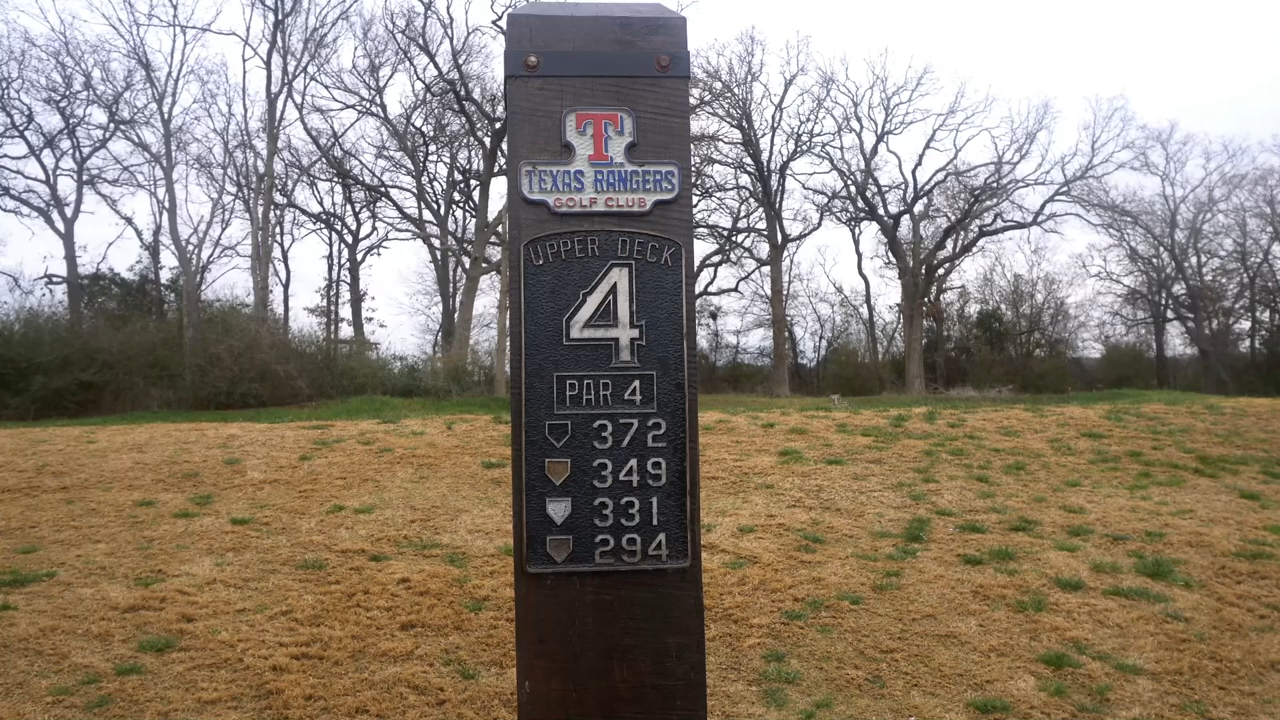 T
TEXAS RANGERS
GOLF CLUB
UPPER DECK
4
PAR 4
372
349
331
294